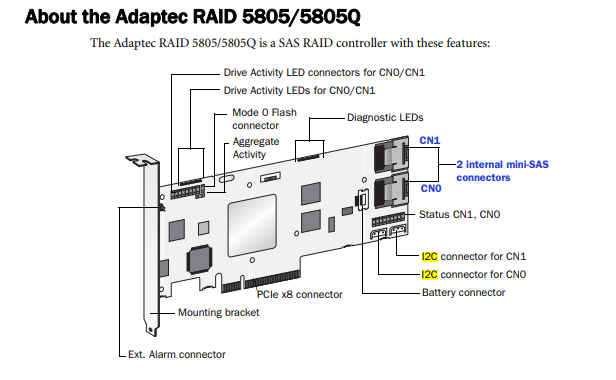 About the Adaptec RAID 5805/5805Q
The Adaptec RAID 5805/5805Q is a SAS RAID controller with these features:
Drive Activity LED connectors for CN0/CN1
Drive Activity LEDs for CN0/CN1
Mode 0 Flash
connector
Diagnostic LEDs
Aggregate
Activity
CN1
2 internal mini-SAS
connectors
CN0
Status CN1, CN0
I2C connector for CN1
I2C connector for CN0
Battery connector
PCIe x8 connector
Mounting bracket
Ext. Alarm connector